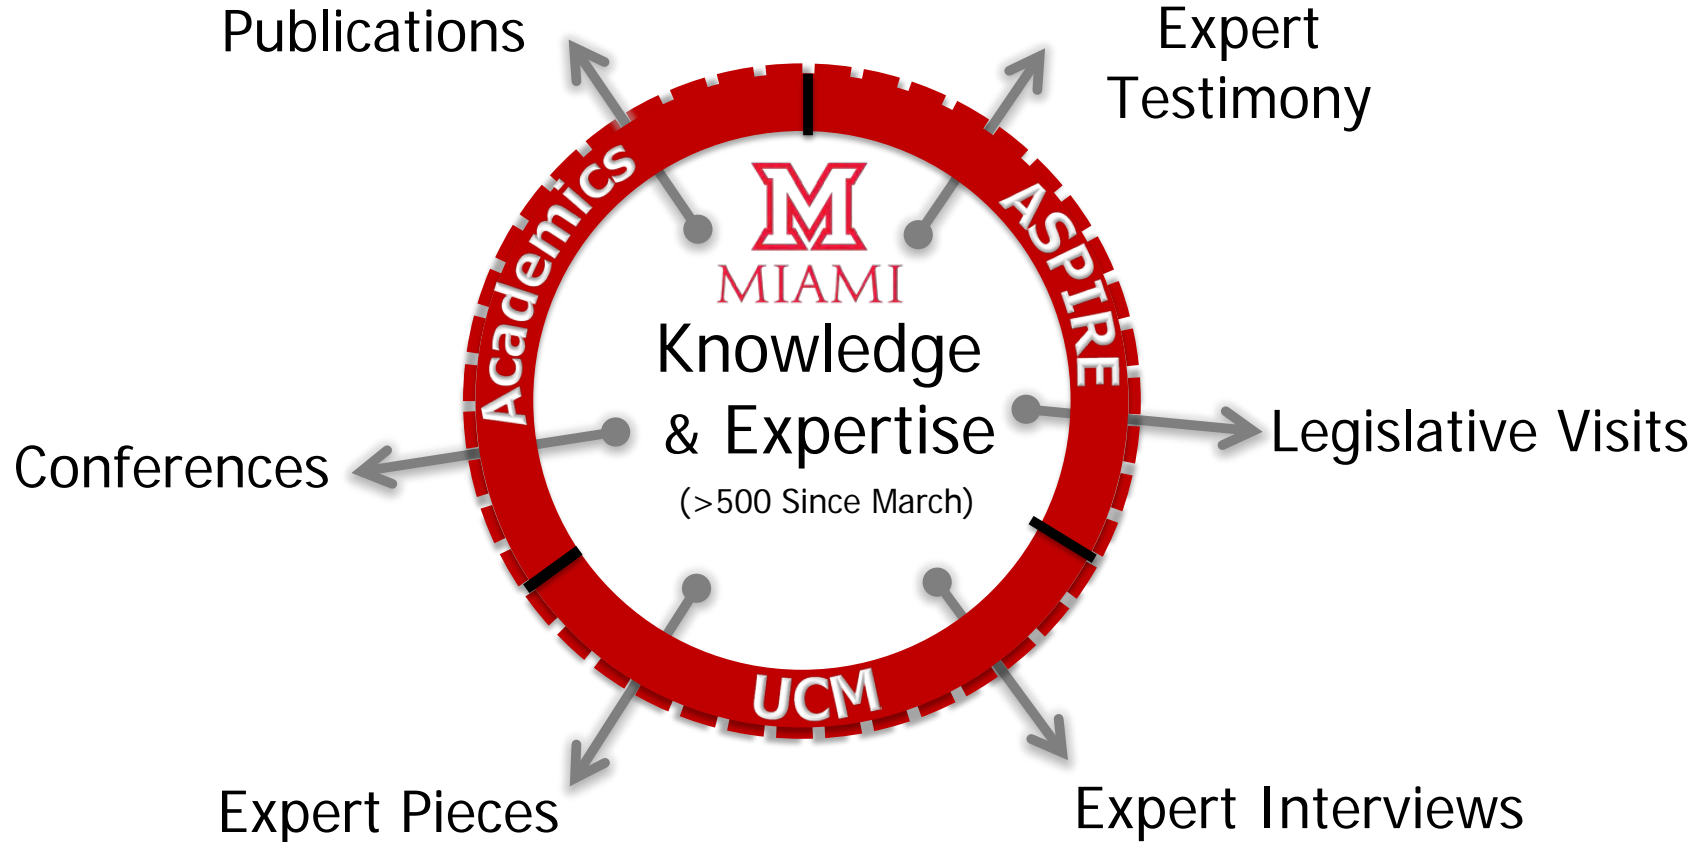 Publications
Expert
Testimony
Academics
ASPIRE
M
MIAMI
Knowledge
& Expertise
(>500 Since March)
Conferences
Legislative Visits
UCM
Expert Pieces
Expert Interviews